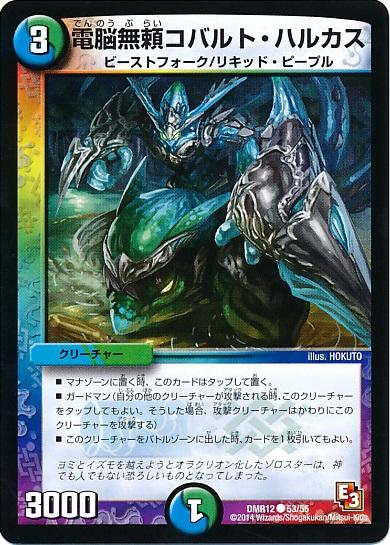 でんのう ぶらい
3 電脳無頼コバルト・ハルカス
ビーストフォーク/リキッド・ピープル
illus. HOKUTO
クリーチャー
■ マナゾーンに置く時、このカードはタップして置く。
■ ガードマン（自分の他のクリーチャーが攻撃される時、このクリーチャー
をタップしてもよい。そうした場合、攻撃クリーチャーはかわりにこの
クリーチャーを攻撃する）
■ このクリーチャーをバトルゾーンに出した時、カードを1枚引いてもよい。
ヨミとイズモを越えようとオラクリオン化したゾロスターは、神
でも人でもない恐ろしいものとなってしまった。
3000
1
E3
DMR12 ● 53/55
©2014 Wizards/Shogakukan/Mitsui-Kids